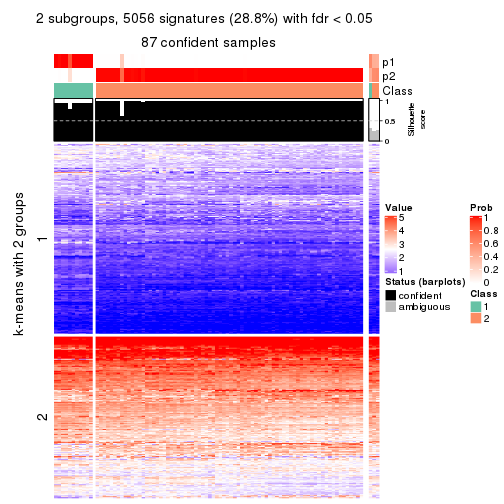 2 subgroups, 5056 signatures (28.8%) with fdr < 0.05
87 confident samples
p1
p2
Class
1
0.5
0
Silhouette
score
k-means with 2 groups
1
2
Value
5
4
3
2
1
Status (barplots)
confident
ambiguous
Prob
1
0.8
0.6
0.4
0.2
0
Class
1
2